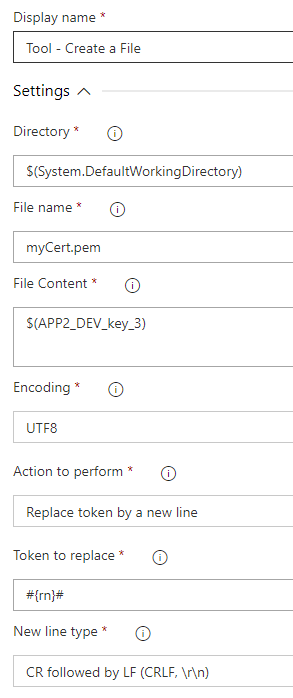 Display name *
Tool - Create a File
Settings
Directory *
$(System.DefaultWorkingDirectory)
File name *
myCert.pem
File Content *
$(APP2_DEV_key_3)
Encoding *
UTF8
Action to perform *
Replace token by a new line
Token to replace *
#{rn}#
New line type *
CR followed by LF (CRLF, \r\n)